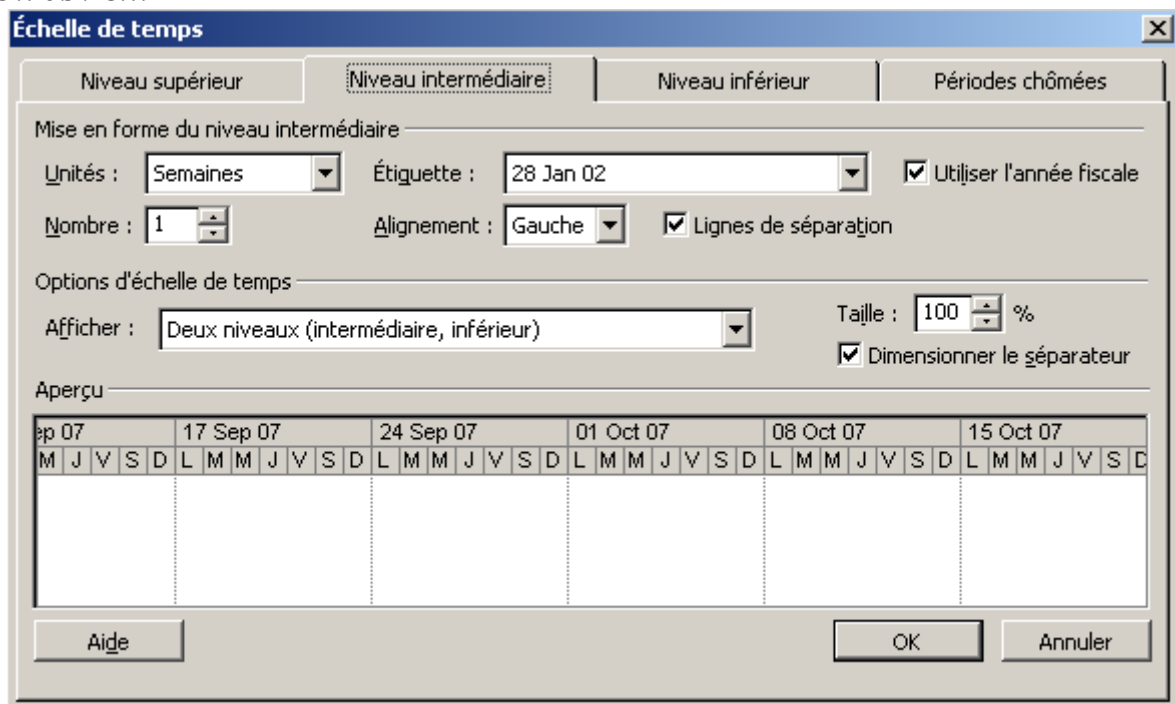 Échelle de temps
Niveau supérieur Niveau intermédiaire Niveau inférieur Périodes chômées
Mise en forme du niveau intermédiaire
Unités : Semaines Étiquette : 28 Jan 02 Utiliser l'année fiscale
Nombre : 1 Alignement : Gauche Lignes de séparation
Options d'échelle de temps
Afficher : Deux niveaux (intermédiaire, inférieur) Taille : 100 %
Dimensionner le séparateur
Aperçu
ep 07 17 Sep 07 24 Sep 07 01 Oct 07 08 Oct 07 15 Oct 07
M J V S D L M M J V S D L M M J V S D L M M J V S D L M M J V S D L M M J V S D
Aide OK Annuler